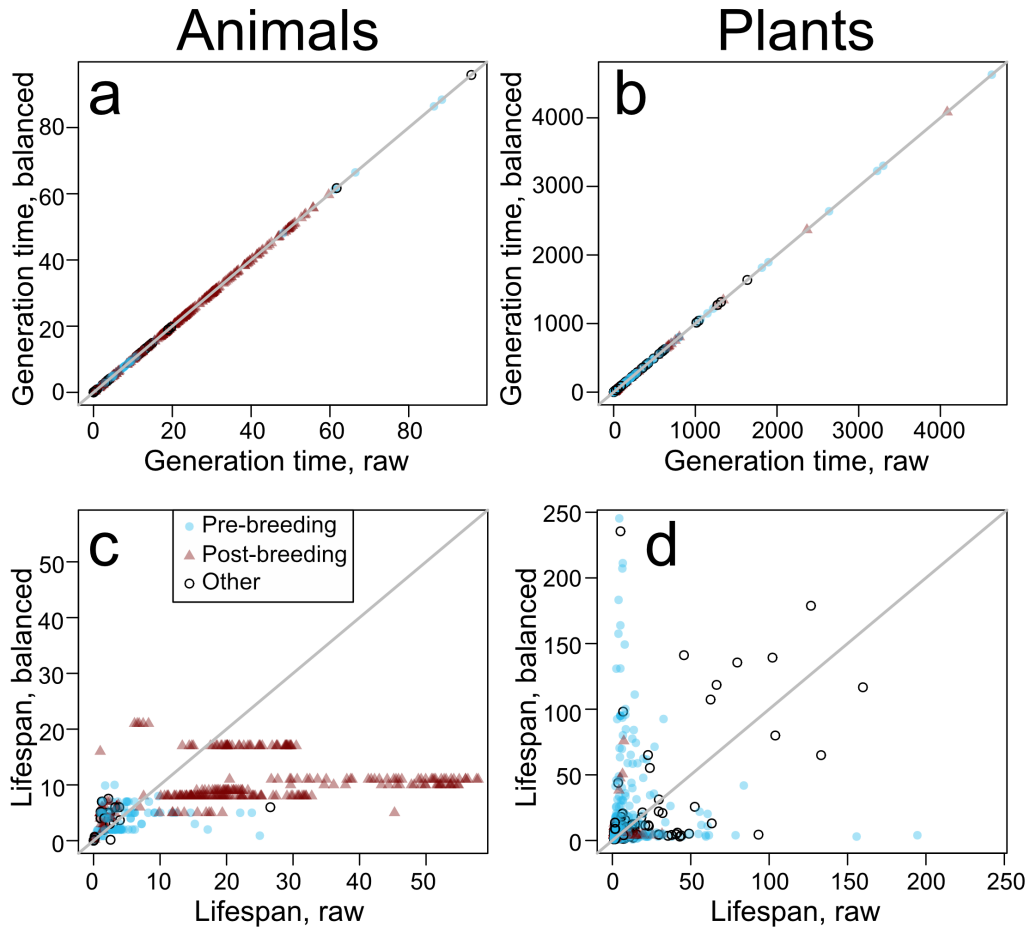 Animals
Plants
a
Generation time, balanced
80
60
40
20
0
0 20 40 60 80
Generation time, raw
b
Generation time, balanced
4000
3000
2000
1000
0
0 1000 2000 3000 4000
Generation time, raw
c
Pre-breeding
Post-breeding
Other
Lifespan, balanced
50
40
30
20
10
0
0 10 20 30 40 50
Lifespan, raw
d
Lifespan, balanced
250
200
150
100
50
0
0 50 100 150 200 250
Lifespan, raw